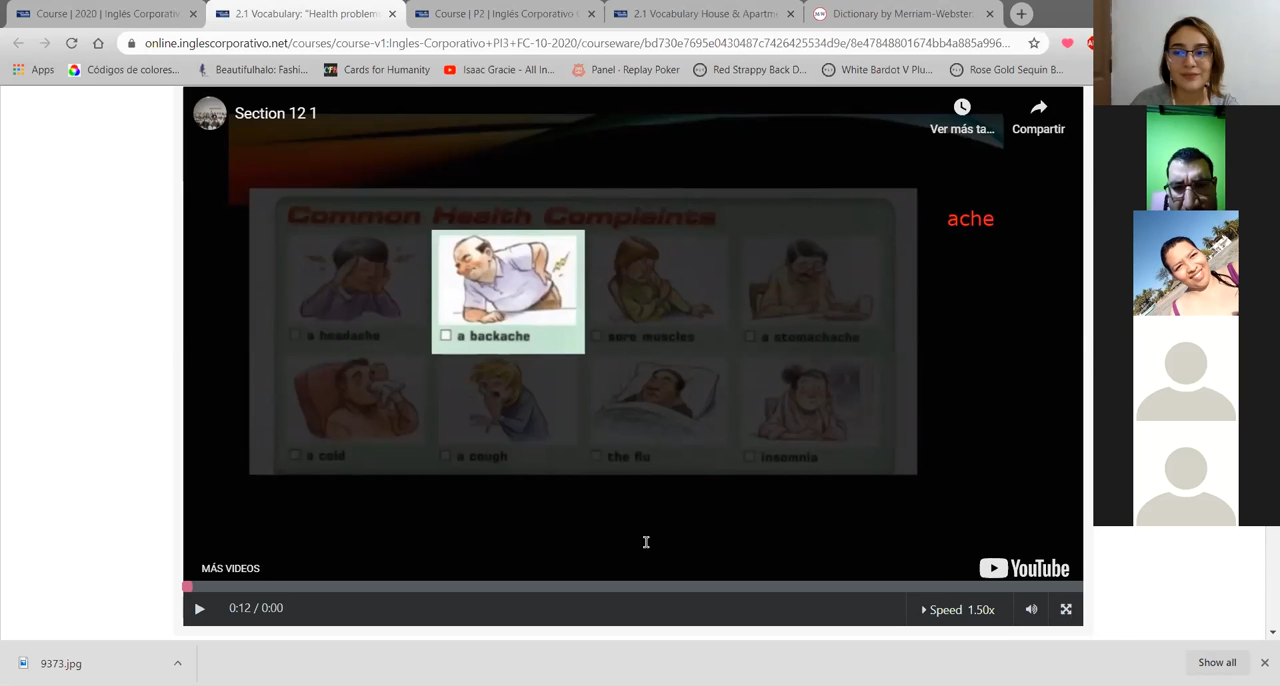 Course | 2020 | Inglés Corporativ
2.1 Vocabulary: "Health problem
Course | P2 | Inglés Corporativo
2.1 Vocabulary House & Apartm
Dictionary by Merriam-Webster:
online.inglescorporativo.net/courses/course-v1:Ingles-Corporativo+PI3+FC-10-2020/courseware/bd730e7695e0430487c7426425534d9e/8e47848801674bb4a885a996...
Apps
Códigos de colores...
Beautifulhalo: Fashi...
Cards for Humanity
Isaac Gracie - All In...
Panel · Replay Poker
Red Strappy Back D...
White Bardot V Plu...
Rose Gold Sequin B...
Section 12 1
Ver más ta...
Compartir
Common Health Complaints
ache
a headache
a backache
sore muscles
a stomachache
a cold
a cough
the flu
insomnia
MÁS VIDEOS
YouTube
0:12 / 0:00
Speed 1.50x
9373.jpg
Show all